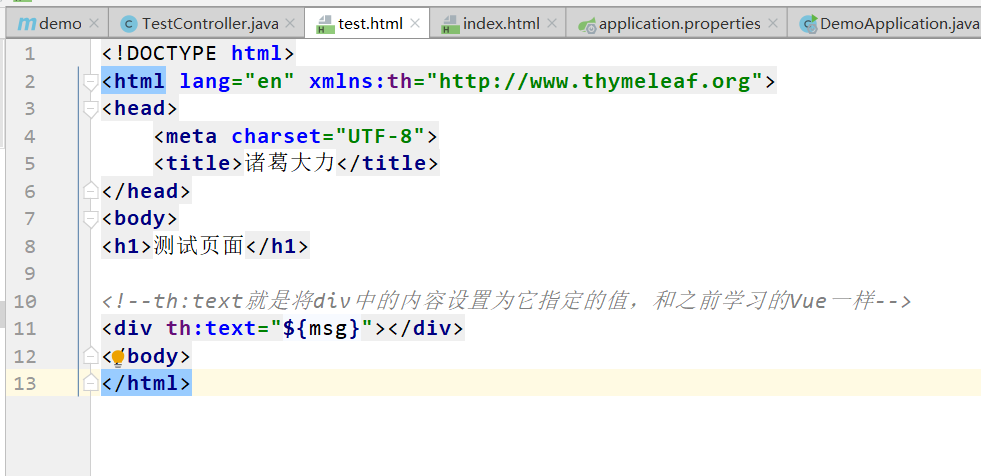 demo TestController.java test.html index.html application.properties DemoApplication.java
1 <!DOCTYPE html>
2 <html lang="en" xmlns:th="http://www.thymeleaf.org">
3 <head>
4 <meta charset="UTF-8">
5 <title>诸葛大力</title>
6 </head>
7 <body>
8 <h1>测试页面</h1>
9
10 <!--th:text就是将div中的内容设置为它指定的值，和之前学习的Vue一样-->
11 <div th:text="${msg}"></div>
12 </body>
13 </html>